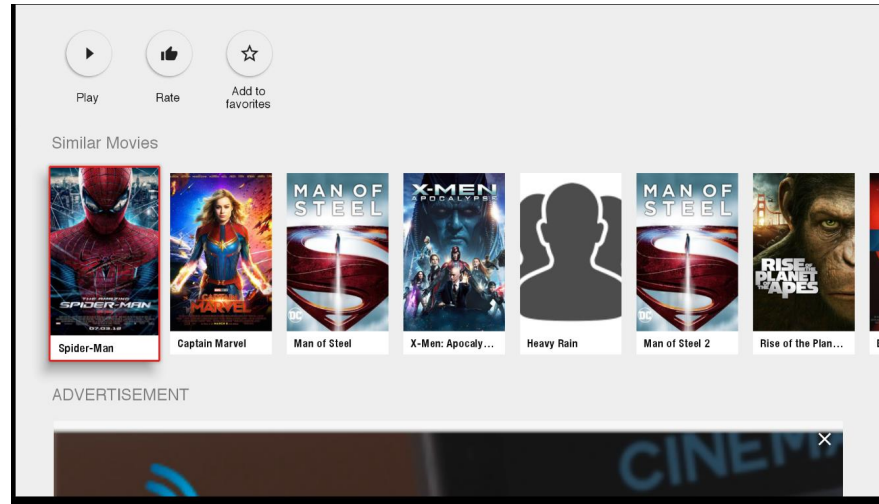 Play
Rate
Add to
favorites
Similar Movies
THE AMAZING
SPIDER-MAN
07.03.12
Spider-Man
CAPTAIN
MARVEL
Captain Marvel
MAN OF
STEEL
DC
Man of Steel
X-MEN
APOCALYPSE
X-Men: Apocaly...
Heavy Rain
MAN OF
STEEL
DC
Man of Steel 2
RISE OF THE
PLANET
OF THE APES
Rise of the Plan...
ADVERTISEMENT
CINEMA